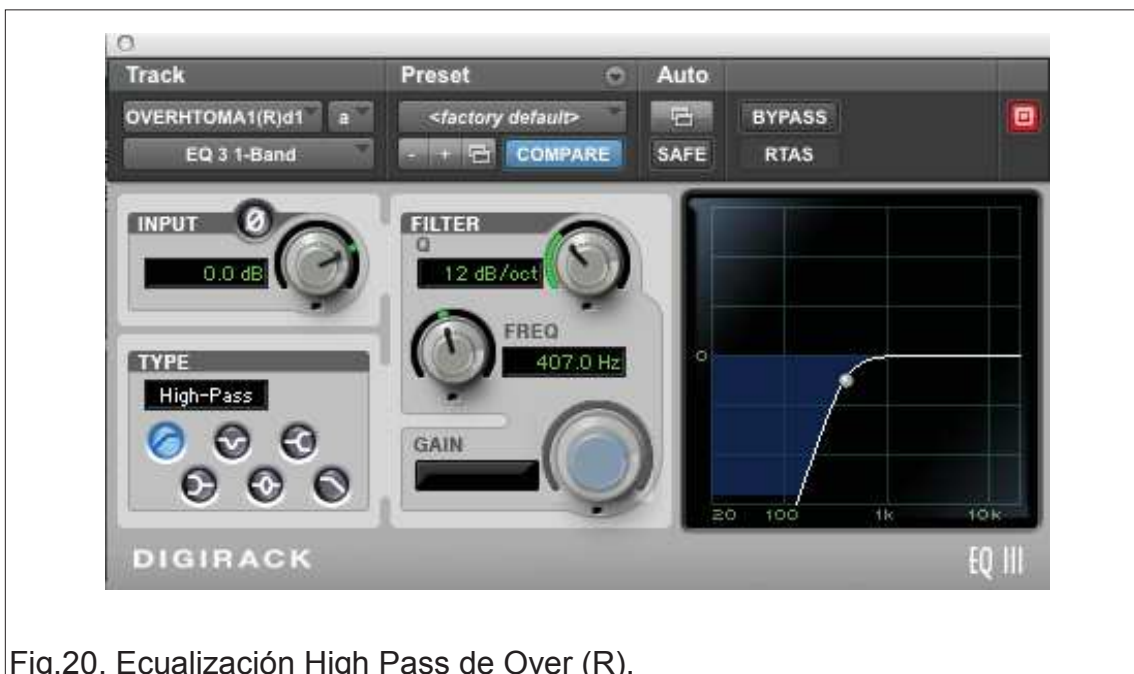 Track Preset Auto
OVERHTOMA1(R)d1 a <factory default> BYPASS
EQ 3 1-Band - + COMPARE SAFE RTAS
INPUT Ø FILTER
Q
0.0 dB 12 dB/oct
FREQ
407.0 Hz
0
TYPE
High-Pass
GAIN
20 100 1k 10k
DIGIRACK EQ III
Fig.20. Ecualización High Pass de Over (R).